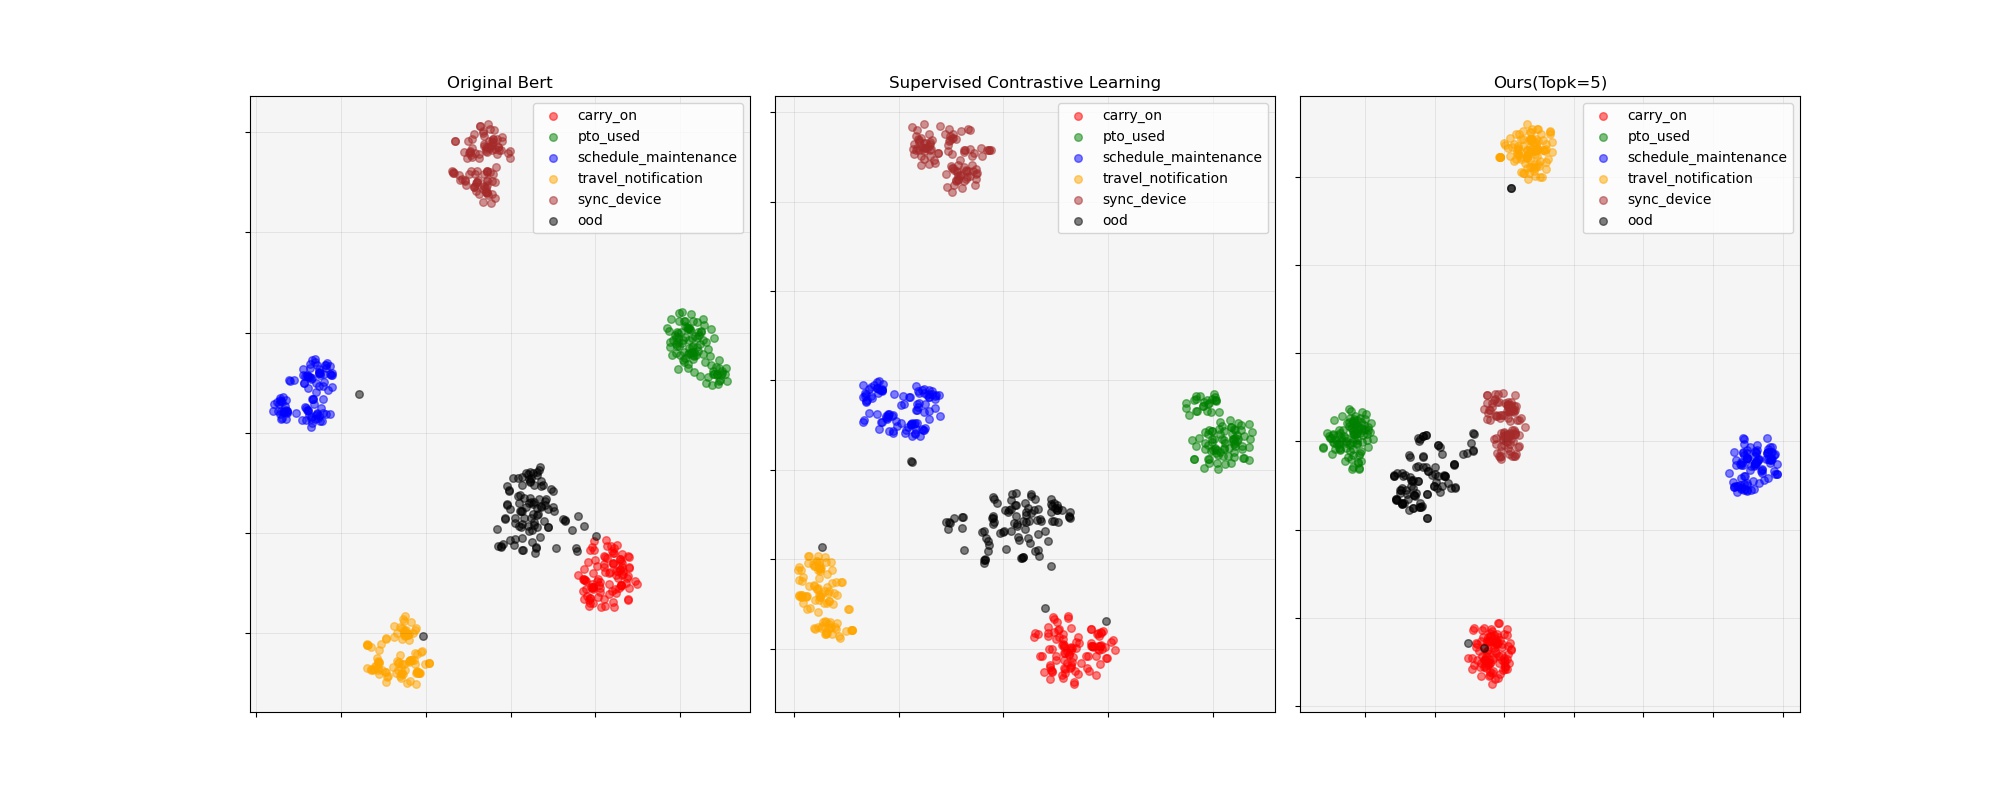 Original Bert
carry_on
pto_used
schedule_maintenance
travel_notification
sync_device
ood
Supervised Contrastive Learning
carry_on
pto_used
schedule_maintenance
travel_notification
sync_device
ood
Ours(Topk=5)
carry_on
pto_used
schedule_maintenance
travel_notification
sync_device
ood